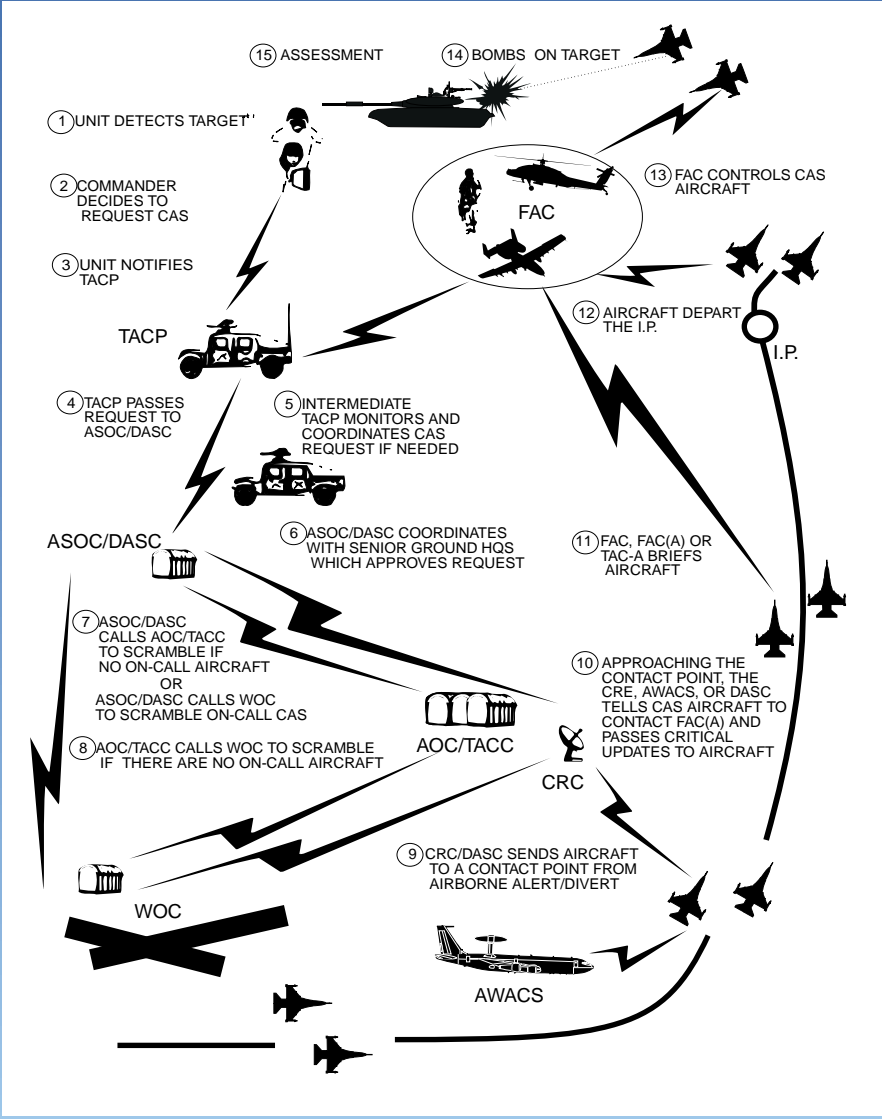 15 ASSESSMENT
14 BOMBS ON TARGET
1 UNIT DETECTS TARGET
2 COMMANDER
DECIDES TO
REQUEST CAS
13 FAC CONTROLS CAS
AIRCRAFT
FAC
3 UNIT NOTIFIES
TACP
12 AIRCRAFT DEPART
THE I.P.
I.P.
TACP
4 TACP PASSES
REQUEST TO
ASOC/DASC
5 INTERMEDIATE
TACP MONITORS AND
COORDINATES CAS
REQUEST IF NEEDED
ASOC/DASC
6 ASOC/DASC COORDINATES
WITH SENIOR GROUND HQS
WHICH APPROVES REQUEST
11 FAC, FAC(A) OR
TAC-A BRIEFS
AIRCRAFT
7 ASOC/DASC
CALLS AOC/TACC
TO SCRAMBLE IF
NO ON-CALL AIRCRAFT
OR
ASOC/DASC CALLS WOC
TO SCRAMBLE ON-CALL CAS
10 APPROACHING THE
CONTACT POINT, THE
CRE, AWACS, OR DASC
TELLS CAS AIRCRAFT TO
CONTACT FAC(A) AND
PASSES CRITICAL
UPDATES TO AIRCRAFT
8 AOC/TACC CALLS WOC TO SCRAMBLE
IF THERE ARE NO ON-CALL AIRCRAFT
AOC/TACC
CRC
9 CRC/DASC SENDS AIRCRAFT
TO A CONTACT POINT FROM
AIRBORNE ALERT/DIVERT
WOC
AWACS